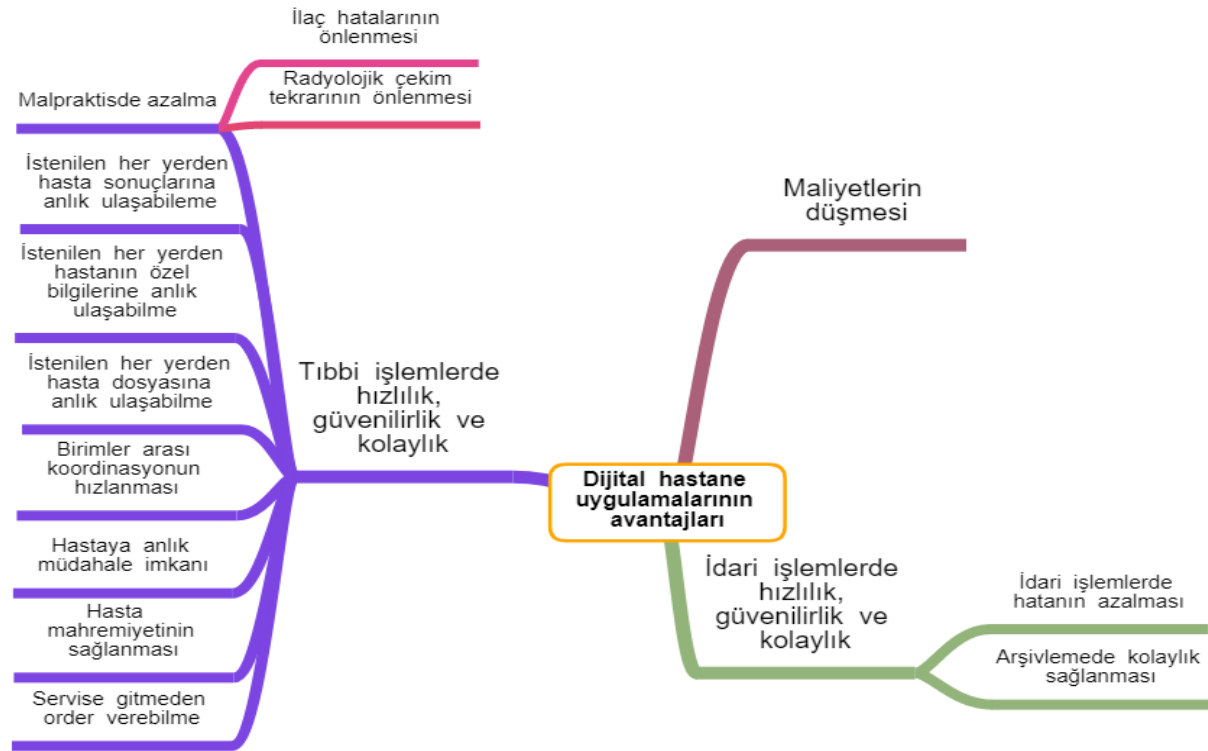 İlaç hatalarının
önlenmesi
Radyolojik çekim
tekrarının önlenmesi
Malpraktisde azalma
İstenilen her yerden
hasta sonuçlarına
anlık ulaşabileme
İstenilen her yerden
hastanın özel
bilgilerine anlık
ulaşabilme
İstenilen her yerden
hasta dosyasına
anlık ulaşabilme
Birimler arası
koordinasyonun
hızlanması
Hastaya anlık
müdahale imkanı
Hasta
mahremiyetinin
sağlanması
Servise gitmeden
order verebilme
Tıbbi işlemlerde
hızlılık,
güvenilirlik ve
kolaylık
Dijital hastane
uygulamalarının
avantajları
Maliyetlerin
düşmesi
İdari işlemlerde
hızlılık,
güvenilirlik ve
kolaylık
İdari işlemlerde
hatanın azalması
Arşivlemede kolaylık
sağlanması